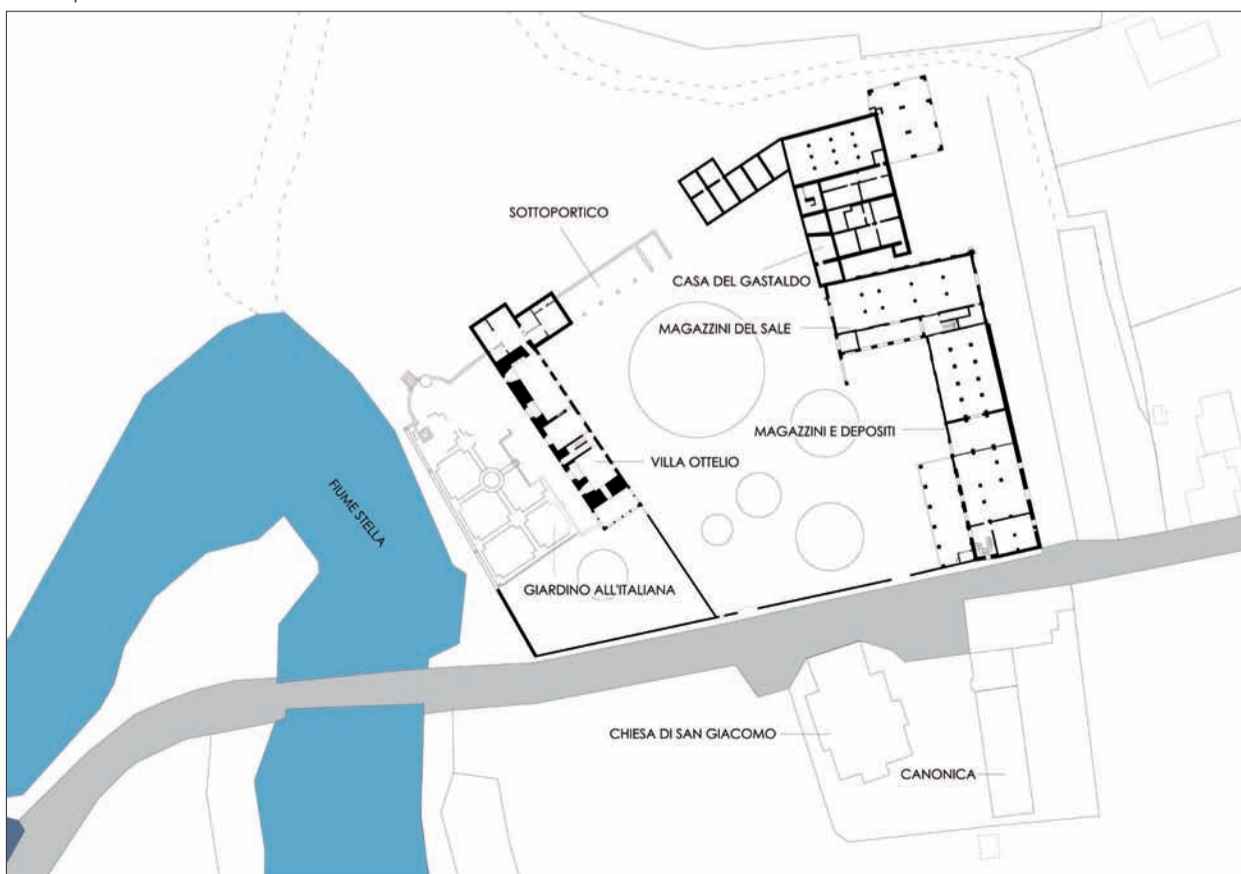 SOTTOPORTICO
CASA DEL GASTALDO
MAGAZZINI DEL SALE
MAGAZZINI E DEPOSITI
VILLA OTTELIO
FIUME STELLA
GIARDINO ALL'ITALIANA
CHIESA DI SAN GIACOMO
CANONICA